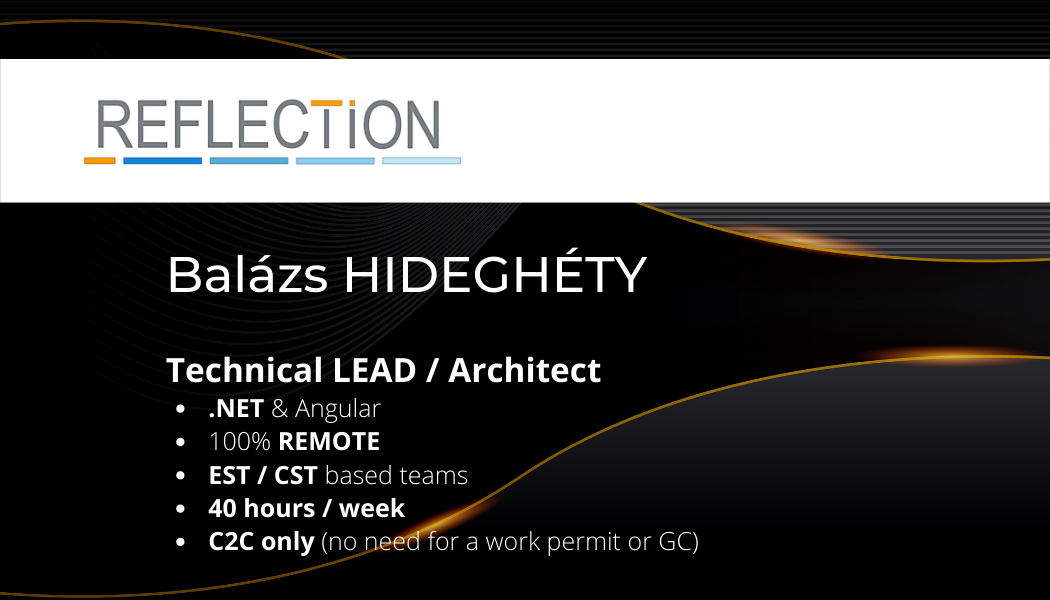 REFLECTiON
Balázs HIDEGHÉTY
Technical LEAD / Architect
• .NET & Angular
• 100% REMOTE
• EST / CST based teams
• 40 hours / week
• C2C only (no need for a work permit or GC)